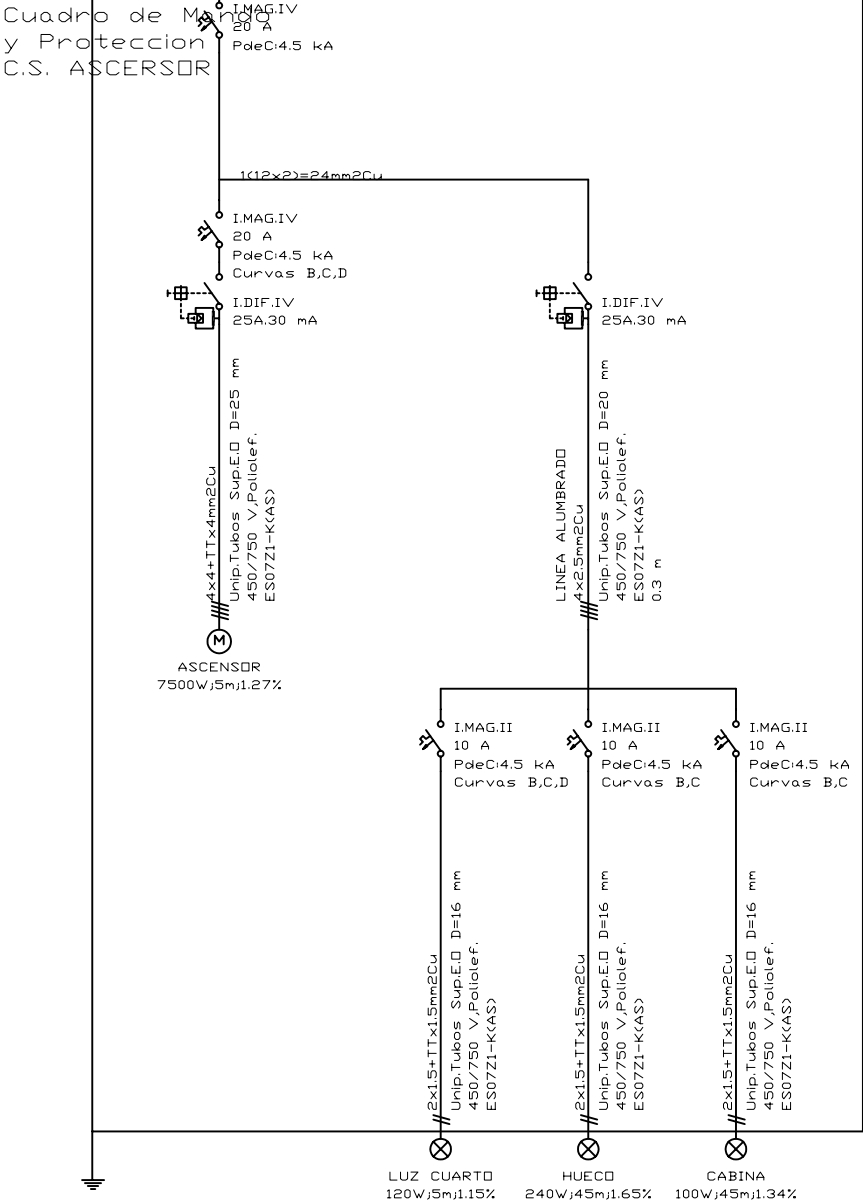 Cuadro de Mando
y Proteccion
C.S. ASCERSOR
I.MAG.IV
20 A
PdeC:4.5 kA
1(12x2)=24mm2Cu
I.MAG.IV
20 A
PdeC:4.5 kA
Curvas B,C,D
I.DIF.IV
25A.30 mA
I.DIF.IV
25A.30 mA
4x4+TTx4mm2Cu
Unip.Tubos Sup.E.O D=25 mm
450/750 V,Poliolef.
ES07Z1-K(AS)
LINEA ALUMBRADO
4x2.5mm2Cu
Unip.Tubos Sup.E.O D=20 mm
450/750 V,Poliolef.
ES07Z1-K(AS)
0.3 m
M
ASCENSOR
7500W;5m;1.27%
I.MAG.II
10 A
PdeC:4.5 kA
Curvas B,C,D
I.MAG.II
10 A
PdeC:4.5 kA
Curvas B,C
I.MAG.II
10 A
PdeC:4.5 kA
Curvas B,C
2x1.5+TTx1.5mm2Cu
Unip.Tubos Sup.E.O D=16 mm
450/750 V,Poliolef.
ES07Z1-K(AS)
2x1.5+TTx1.5mm2Cu
Unip.Tubos Sup.E.O D=16 mm
450/750 V,Poliolef.
ES07Z1-K(AS)
2x1.5+TTx1.5mm2Cu
Unip.Tubos Sup.E.O D=16 mm
450/750 V,Poliolef.
ES07Z1-K(AS)
LUZ CUARTO
120W;5m;1.15%
HUECO
240W;45m;1.65%
CABINA
100W;45m;1.34%